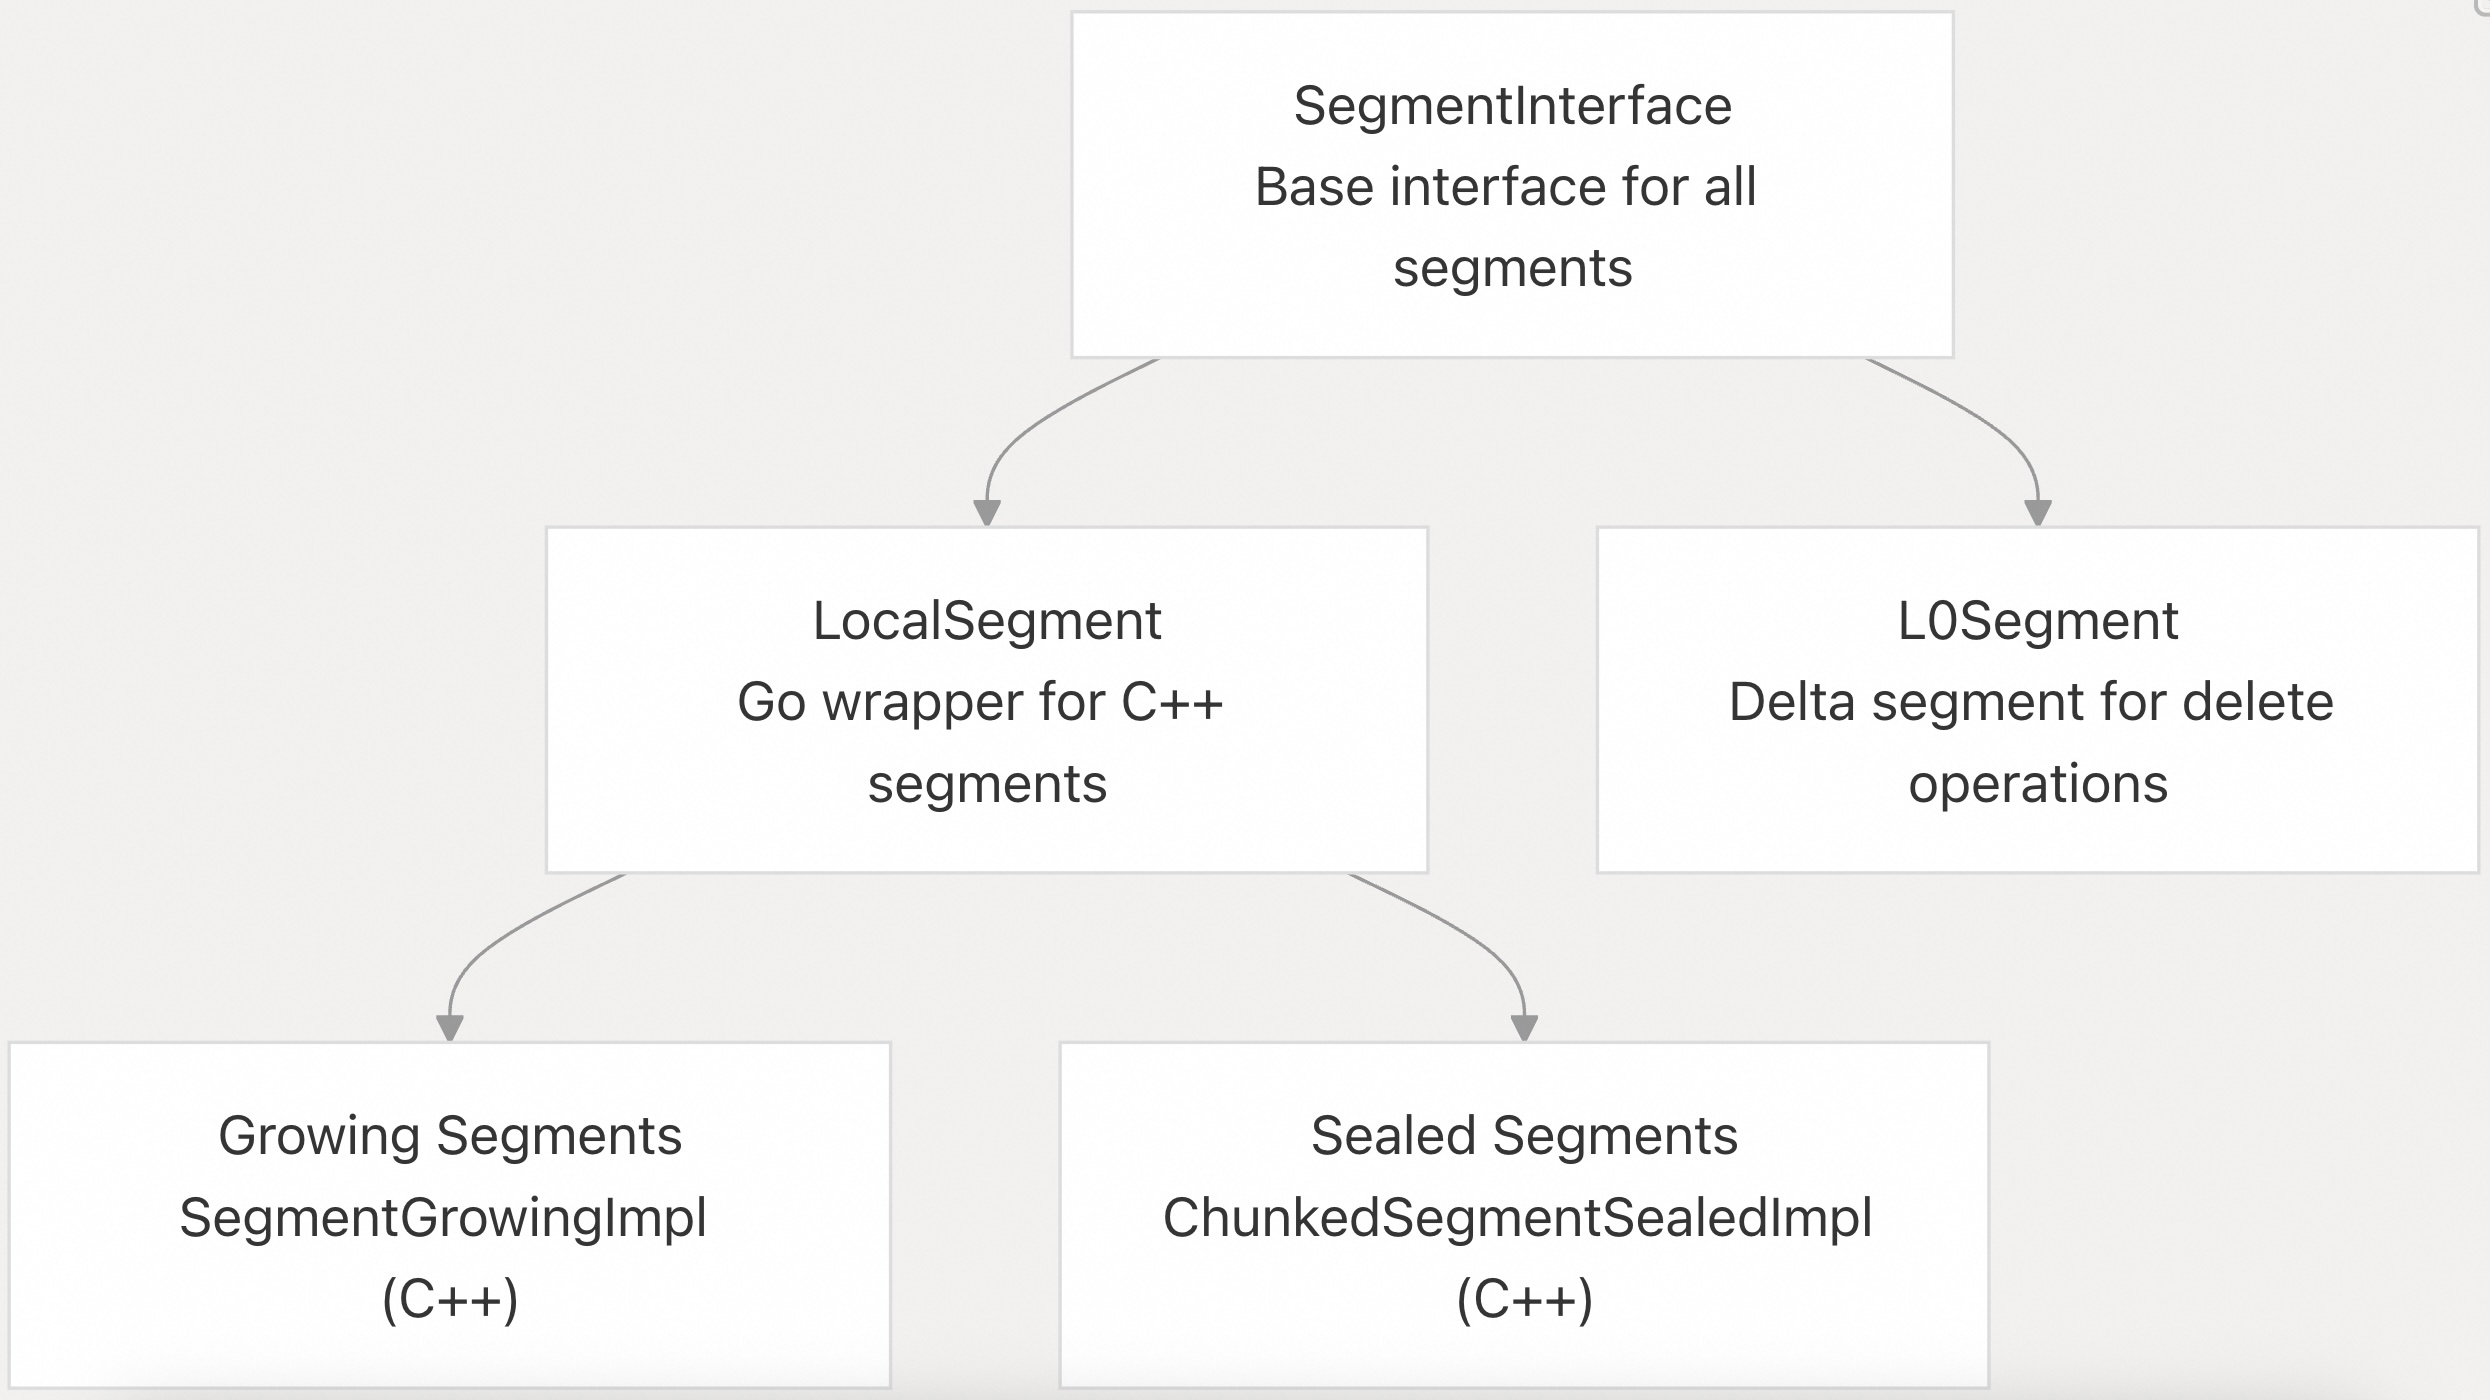 SegmentInterface
Base interface for all
segments
LocalSegment
Go wrapper for C++
segments
L0Segment
Delta segment for delete
operations
Growing Segments
SegmentGrowingImpl
(C++)
Sealed Segments
ChunkedSegmentSealedImpl
(C++)